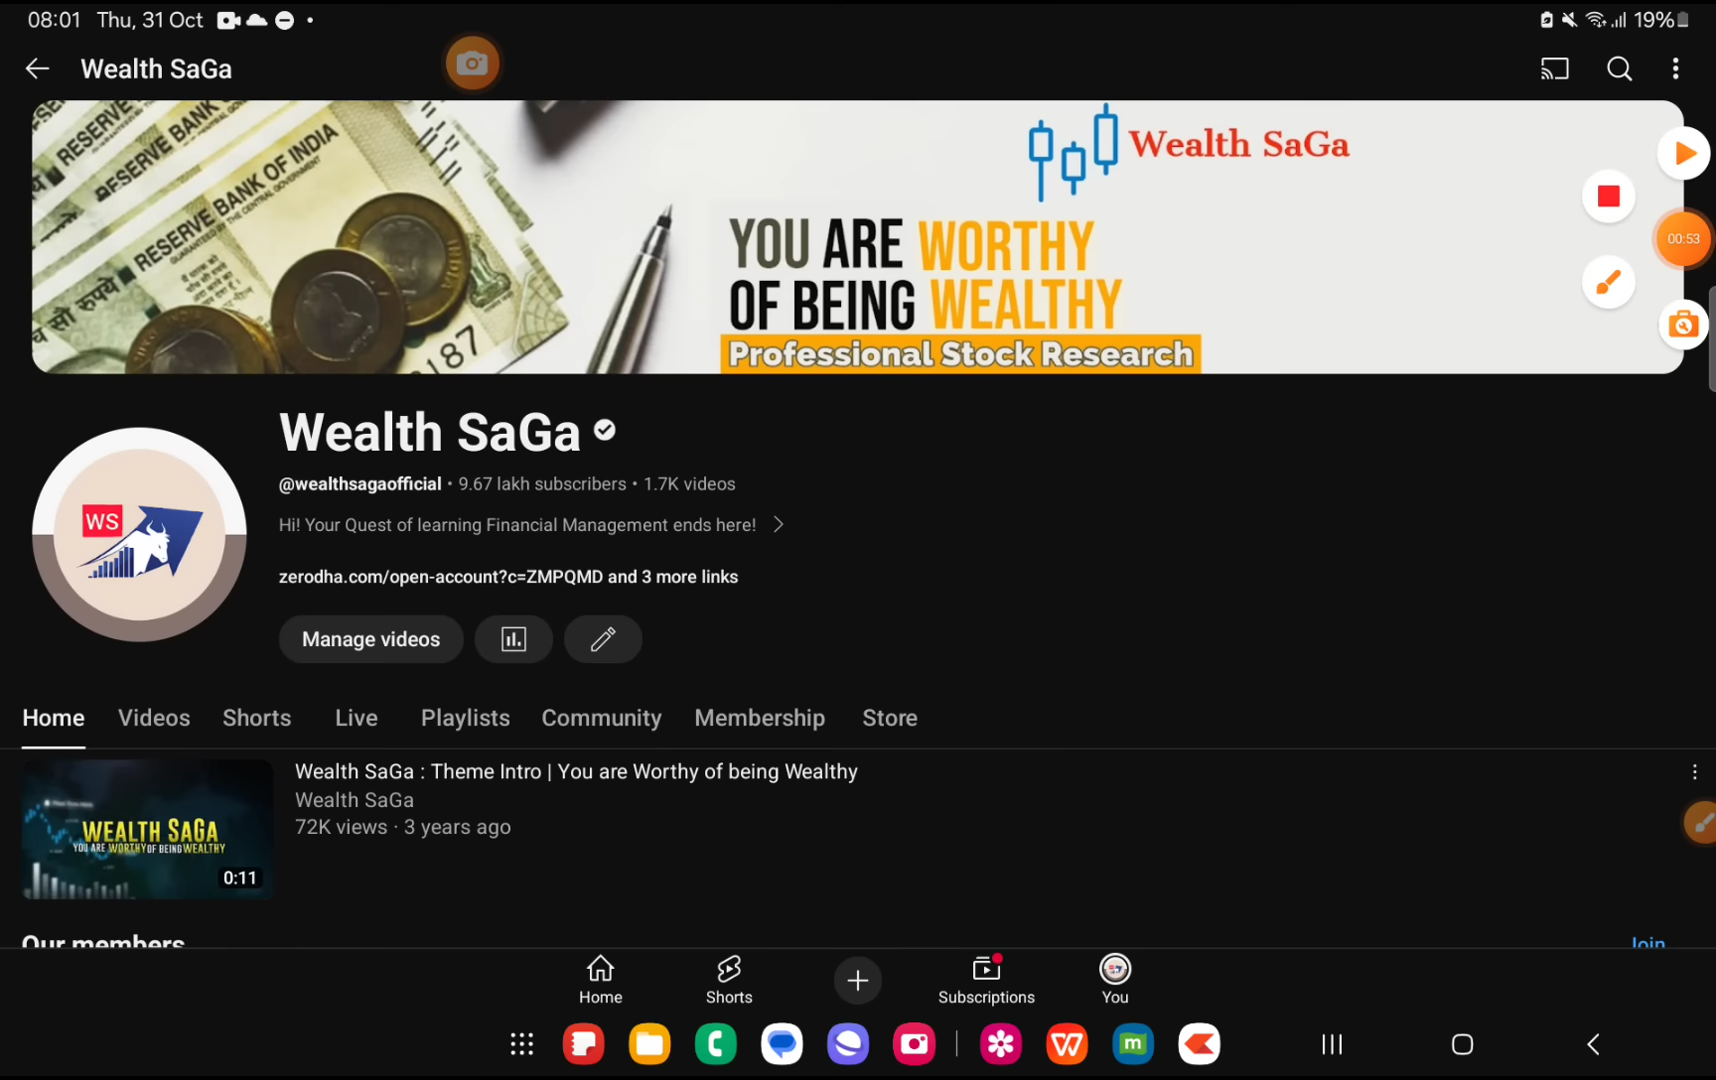 08:01 Thu, 31 Oct
19%
Wealth SaGa
RESERVE
RESERVE BANK
RESERVE BANK OF INDIA
सौ रुपये
187
Wealth SaGa
YOU ARE WORTHY
OF BEING WEALTHY
Professional Stock Research
00:53
WS
Wealth SaGa
@wealthsagaofficial • 9.67 lakh subscribers • 1.7K videos
Hi! Your Quest of learning Financial Management ends here!
zerodha.com/open-account?c=ZMPQMD and 3 more links
Manage videos
Home Videos Shorts Live Playlists Community Membership Store
WEALTH SAGA
YOU ARE WORTHY OF BEING WEALTHY
0:11
Wealth SaGa : Theme Intro | You are Worthy of being Wealthy
Wealth SaGa
72K views · 3 years ago
Our members
Join
Home Shorts Subscriptions You